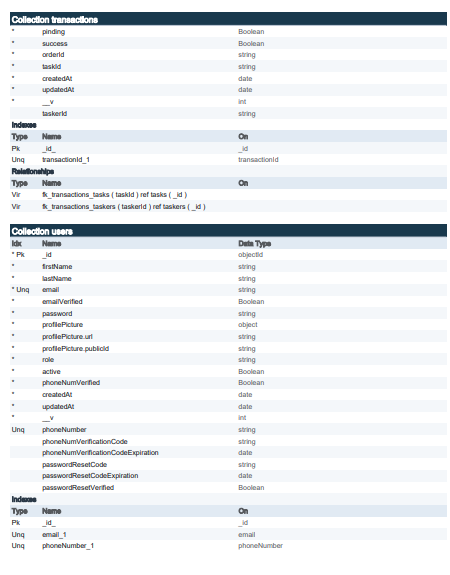 Collection transactions
* pinding Boolean
* success Boolean
* orderId string
* taskId string
* createdAt date
* updatedAt date
* __v int
taskerId string
Indexes
Type Name On
Pk _id_ _id
Unq transactionId_1 transactionId
Relationships
Type Name On
Vir fk_transactions_tasks ( taskId ) ref tasks ( _id )
Vir fk_transactions_taskers ( taskerId ) ref taskers ( _id )
Collection users
Idx Name Data Type
* Pk _id objectId
* firstName string
* lastName string
* Unq email string
* emailVerified Boolean
* password string
* profilePicture object
* profilePicture.url string
* profilePicture.publicId string
* role string
* active Boolean
* phoneNumVerified Boolean
* createdAt date
* updatedAt date
* __v int
Unq phoneNumber string
phoneNumVerificationCode string
phoneNumVerificationCodeExpiration date
passwordResetCode string
passwordResetCodeExpiration date
passwordResetVerified Boolean
Indexes
Type Name On
Pk _id_ _id
Unq email_1 email
Unq phoneNumber_1 phoneNumber